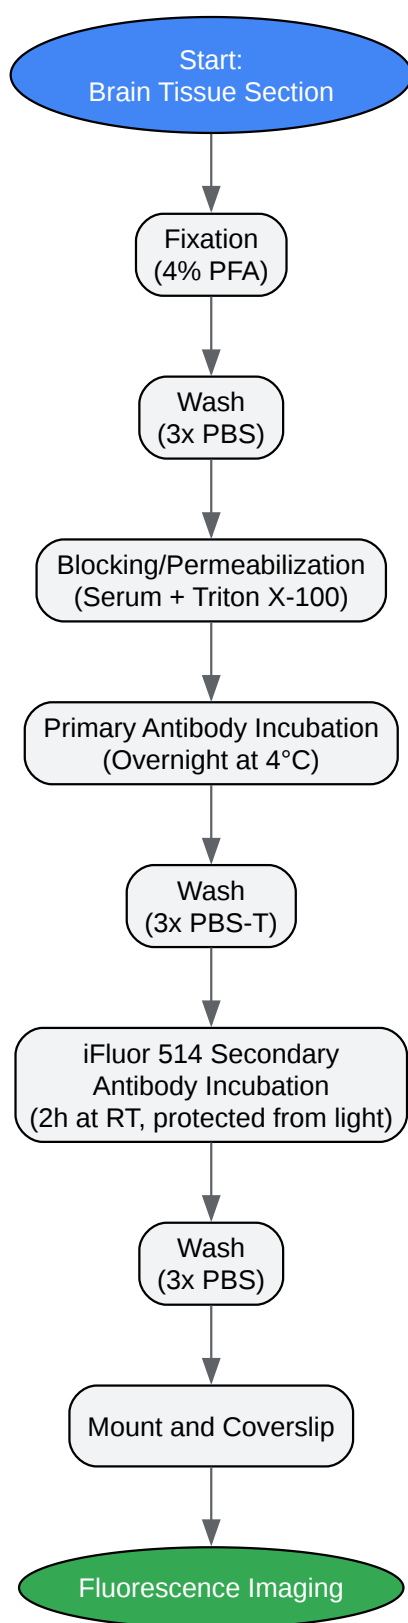 Start:
Brain Tissue Section
Fixation
(4% PFA)
Wash
(3x PBS)
Blocking/Permeabilization
(Serum + Triton X-100)
Primary Antibody Incubation
(Overnight at 4°C)
Wash
(3x PBS-T)
iFluor 514 Secondary
Antibody Incubation
(2h at RT, protected from light)
Wash
(3x PBS)
Mount and Coverslip
Fluorescence Imaging